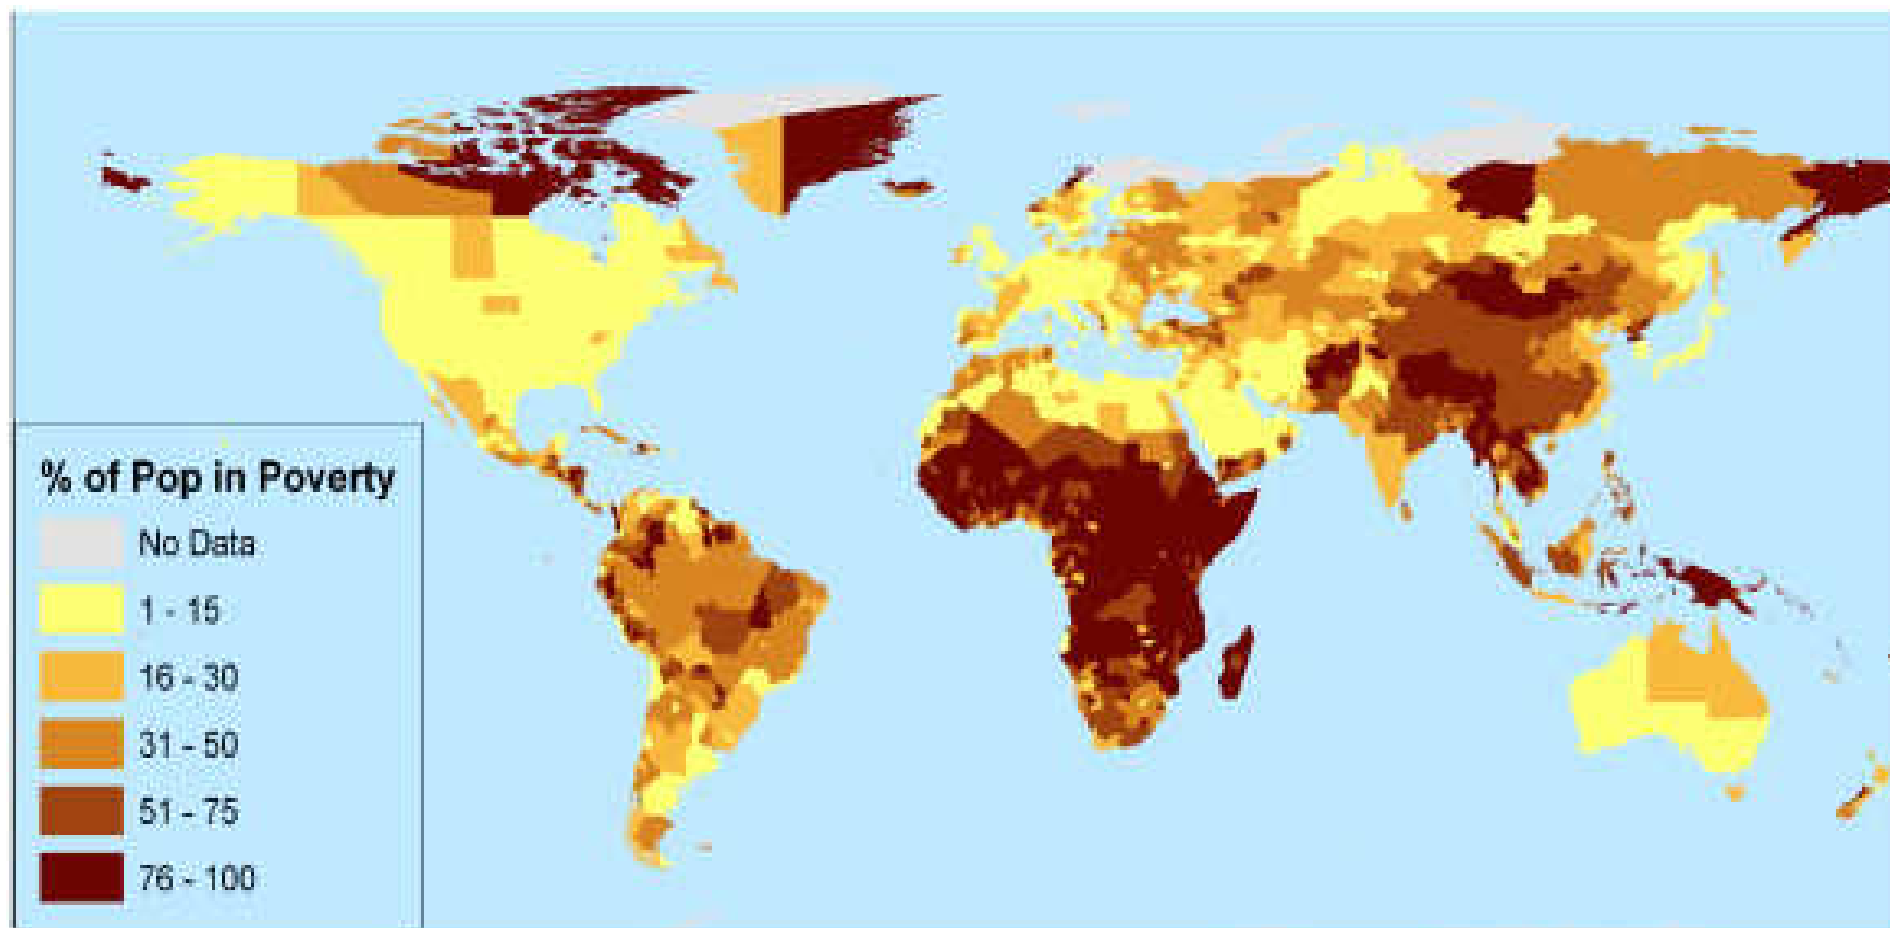 % of Pop in Poverty
No Data
1 - 15
16 - 30
31 - 50
51 - 75
76 - 100